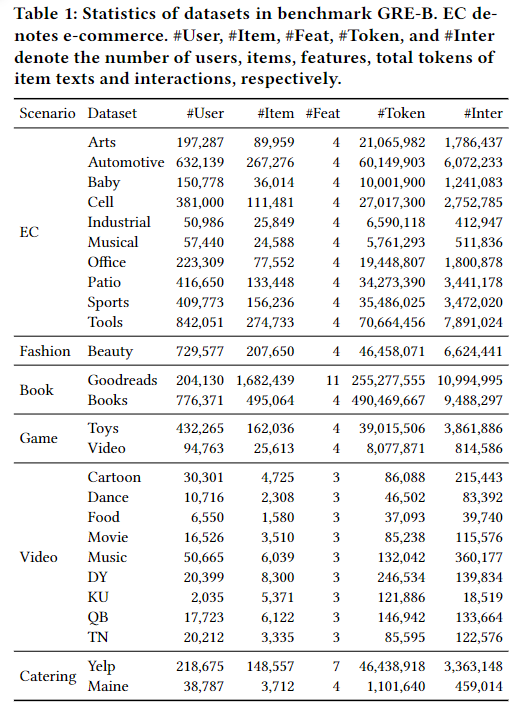 Table 1: Statistics of datasets in benchmark GRE-B. EC de-
notes e-commerce. #User, #Item, #Feat, #Token, and #Inter
denote the number of users, items, features, total tokens of
item texts and interactions, respectively.
Scenario Dataset #User #Item #Feat #Token #Inter
Arts 197,287 89,959 4 21,065,982 1,786,437
Automotive 632,139 267,276 4 60,149,903 6,072,233
Baby 150,778 36,014 4 10,001,900 1,241,083
Cell 381,000 111,481 4 27,017,300 2,752,785
EC
Industrial 50,986 25,849 4 6,590,118 412,947
Musical 57,440 24,588 4 5,761,293 511,836
Office 223,309 77,552 4 19,448,807 1,800,878
Patio 416,650 133,448 4 34,273,390 3,441,178
Sports 409,773 156,236 4 35,486,025 3,472,020
Tools 842,051 274,733 4 70,664,456 7,891,024
Fashion Beauty 729,577 207,650 4 46,458,071 6,624,441
Book
Goodreads 204,130 1,682,439 11 255,277,555 10,994,995
Books 776,371 495,064 4 490,469,667 9,488,297
Game
Toys 432,265 162,036 4 39,015,506 3,861,886
Video 94,763 25,613 4 8,077,871 814,586
Cartoon 30,301 4,725 3 86,088 215,443
Dance 10,716 2,308 3 46,502 83,392
Food 6,550 1,580 3 37,093 39,740
Movie 16,526 3,510 3 85,238 115,576
Video Music 50,665 6,039 3 132,042 360,177
DY 20,399 8,300 3 246,534 139,834
KU 2,035 5,371 3 121,886 18,519
QB 17,723 6,122 3 146,942 133,664
TN 20,212 3,335 3 85,595 122,576
Catering
Yelp 218,675 148,557 7 46,438,918 3,363,148
Maine 38,787 3,712 4 1,101,640 459,014